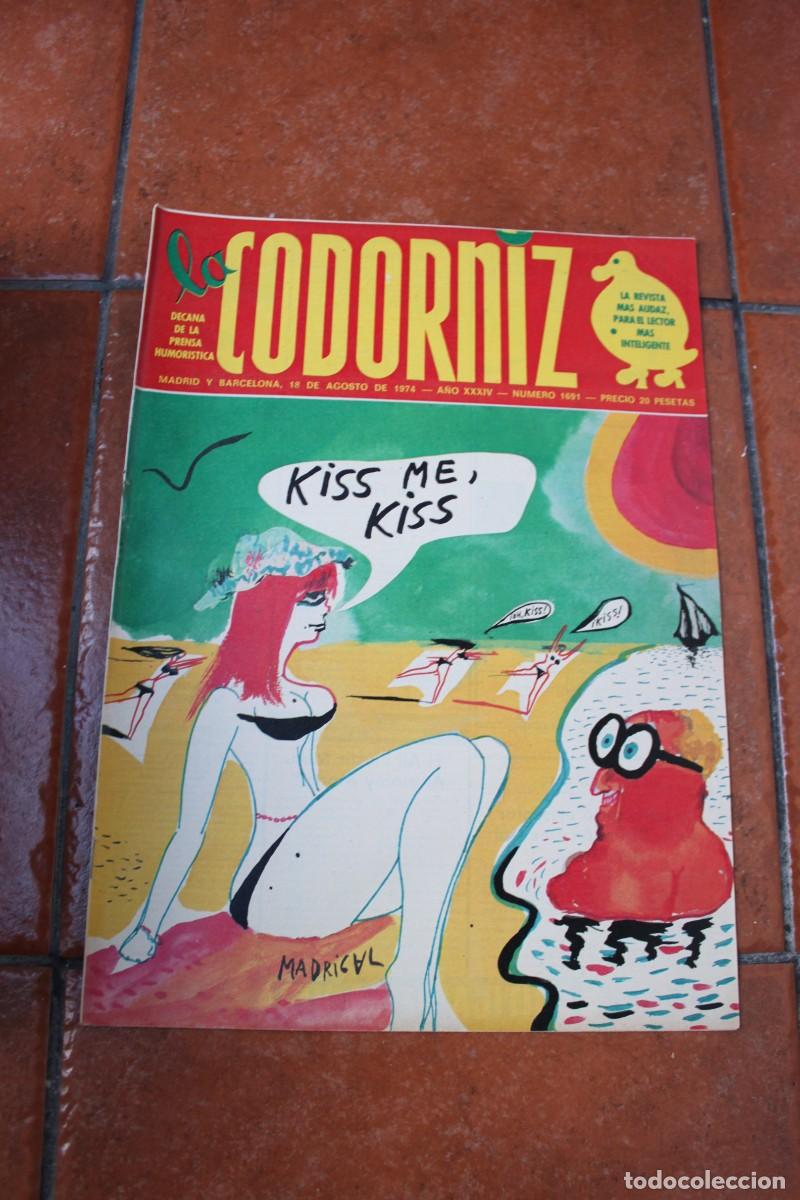 la CODORNIZ
DECANA
DE LA
PRENSA
HUMORISTICA
LA REVISTA
MAS AUDAZ,
PARA EL LECTOR
MAS
INTELIGENTE
MADRID Y BARCELONA, 18 DE AGOSTO DE 1974 — AÑO XXXIV — NUMERO 1691 — PRECIO 20 PESETAS
KiSS ME,
KiSS
¡OH, KISS!
¡KISS!
MADRiGAL
todocoleccion